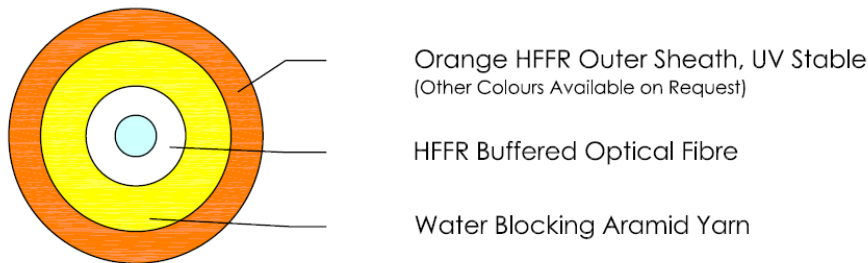 Orange HFFR Outer Sheath, UV Stable
(Other Colours Available on Request)
HFFR Buffered Optical Fibre
Water Blocking Aramid Yarn